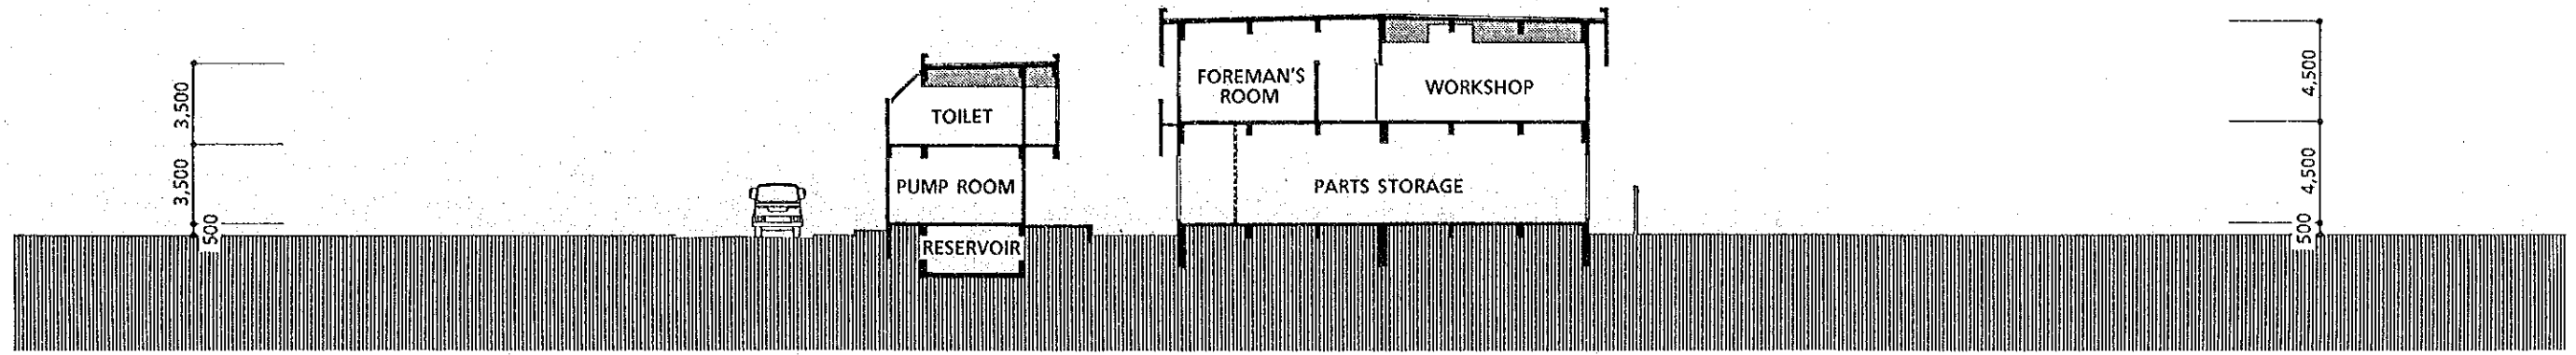 3,500
3,500
500
TOILET
PUMP ROOM
RESERVOIR
FOREMAN'S
ROOM
WORKSHOP
PARTS STORAGE
4,500
4,500
500